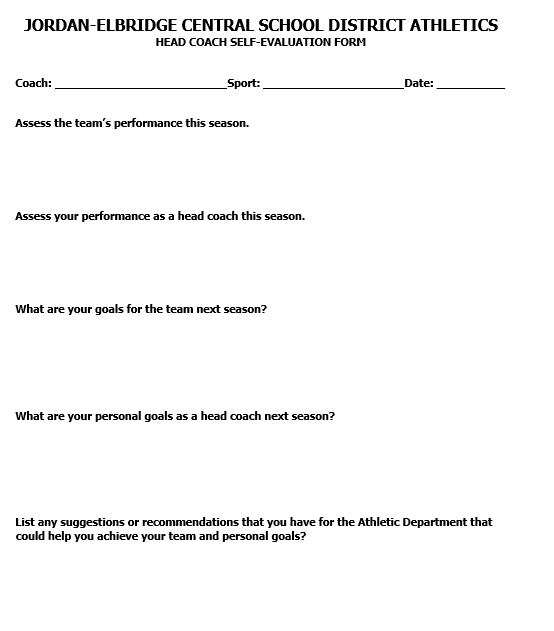 JORDAN-ELBRIDGE CENTRAL SCHOOL DISTRICT ATHLETICS
HEAD COACH SELF-EVALUATION FORM
Coach: __________________________Sport: _____________________Date: __________
Assess the team’s performance this season.
Assess your performance as a head coach this season.
What are your goals for the team next season?
What are your personal goals as a head coach next season?
List any suggestions or recommendations that you have for the Athletic Department that
could help you achieve your team and personal goals?